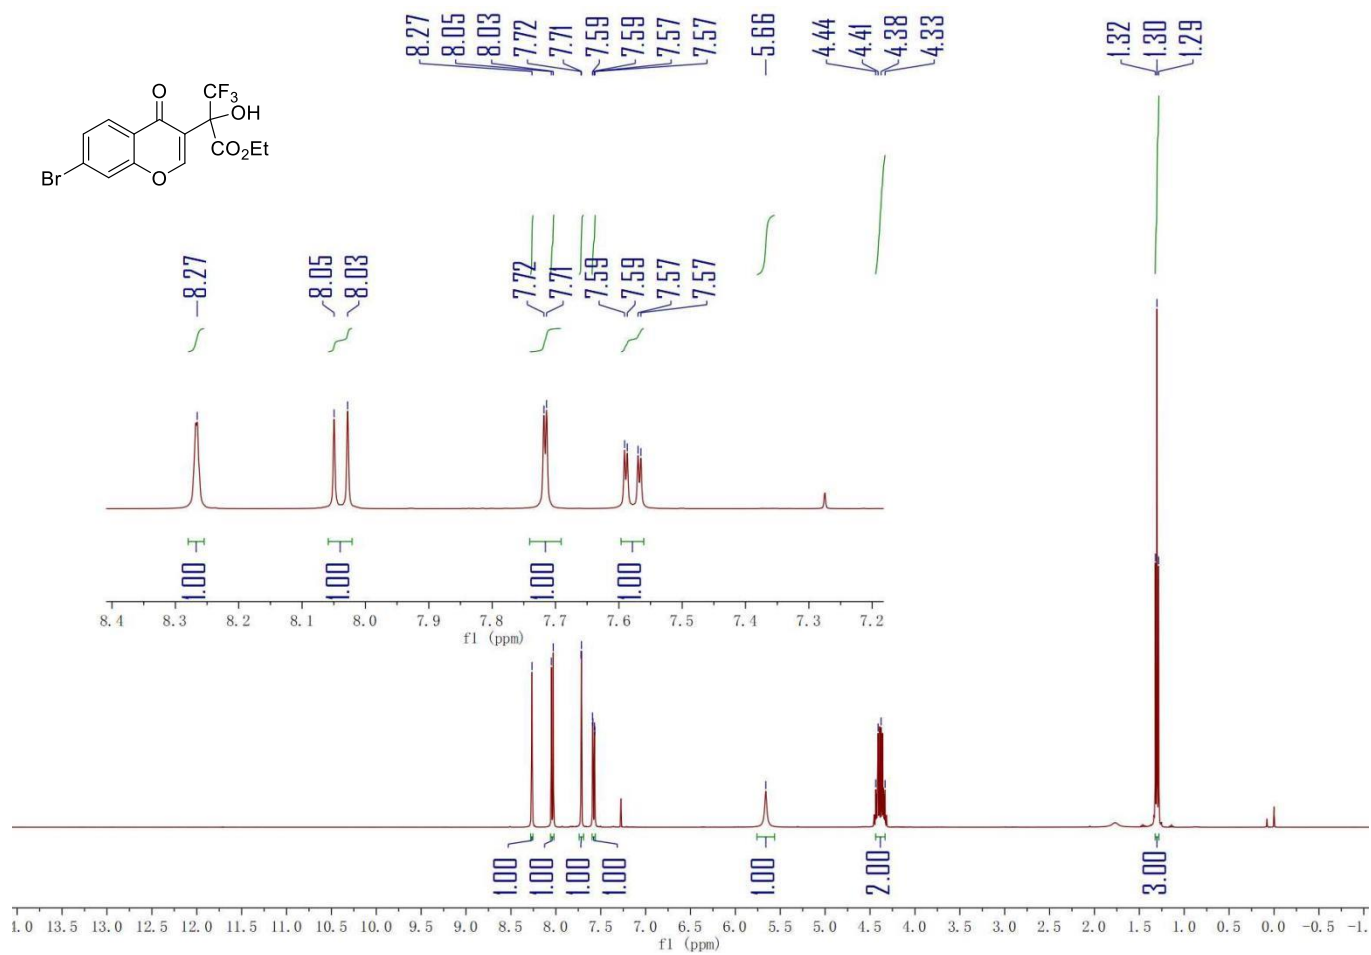 8.27 8.05 8.03 7.72 7.71 7.59 7.59 7.57 7.57 5.66 4.44 4.41 4.38 4.33 1.32 1.30 1.29
O CF3
OH
CO2Et
Br O
8.27 8.05 8.03 7.72 7.71 7.59 7.59 7.57 7.57
1.00 1.00 1.00 1.00
8.4 8.3 8.2 8.1 8.0 7.9 7.8 7.7 7.6 7.5 7.4 7.3 7.2
f1 (ppm)
1.00 1.00 1.00 1.00 1.00 2.00 3.00
1.0 13.5 13.0 12.5 12.0 11.5 11.0 10.5 10.0 9.5 9.0 8.5 8.0 7.5 7.0 6.5 6.0 5.5 5.0 4.5 4.0 3.5 3.0 2.5 2.0 1.5 1.0 0.5 0.0 -0.5 -1.
f1 (ppm)